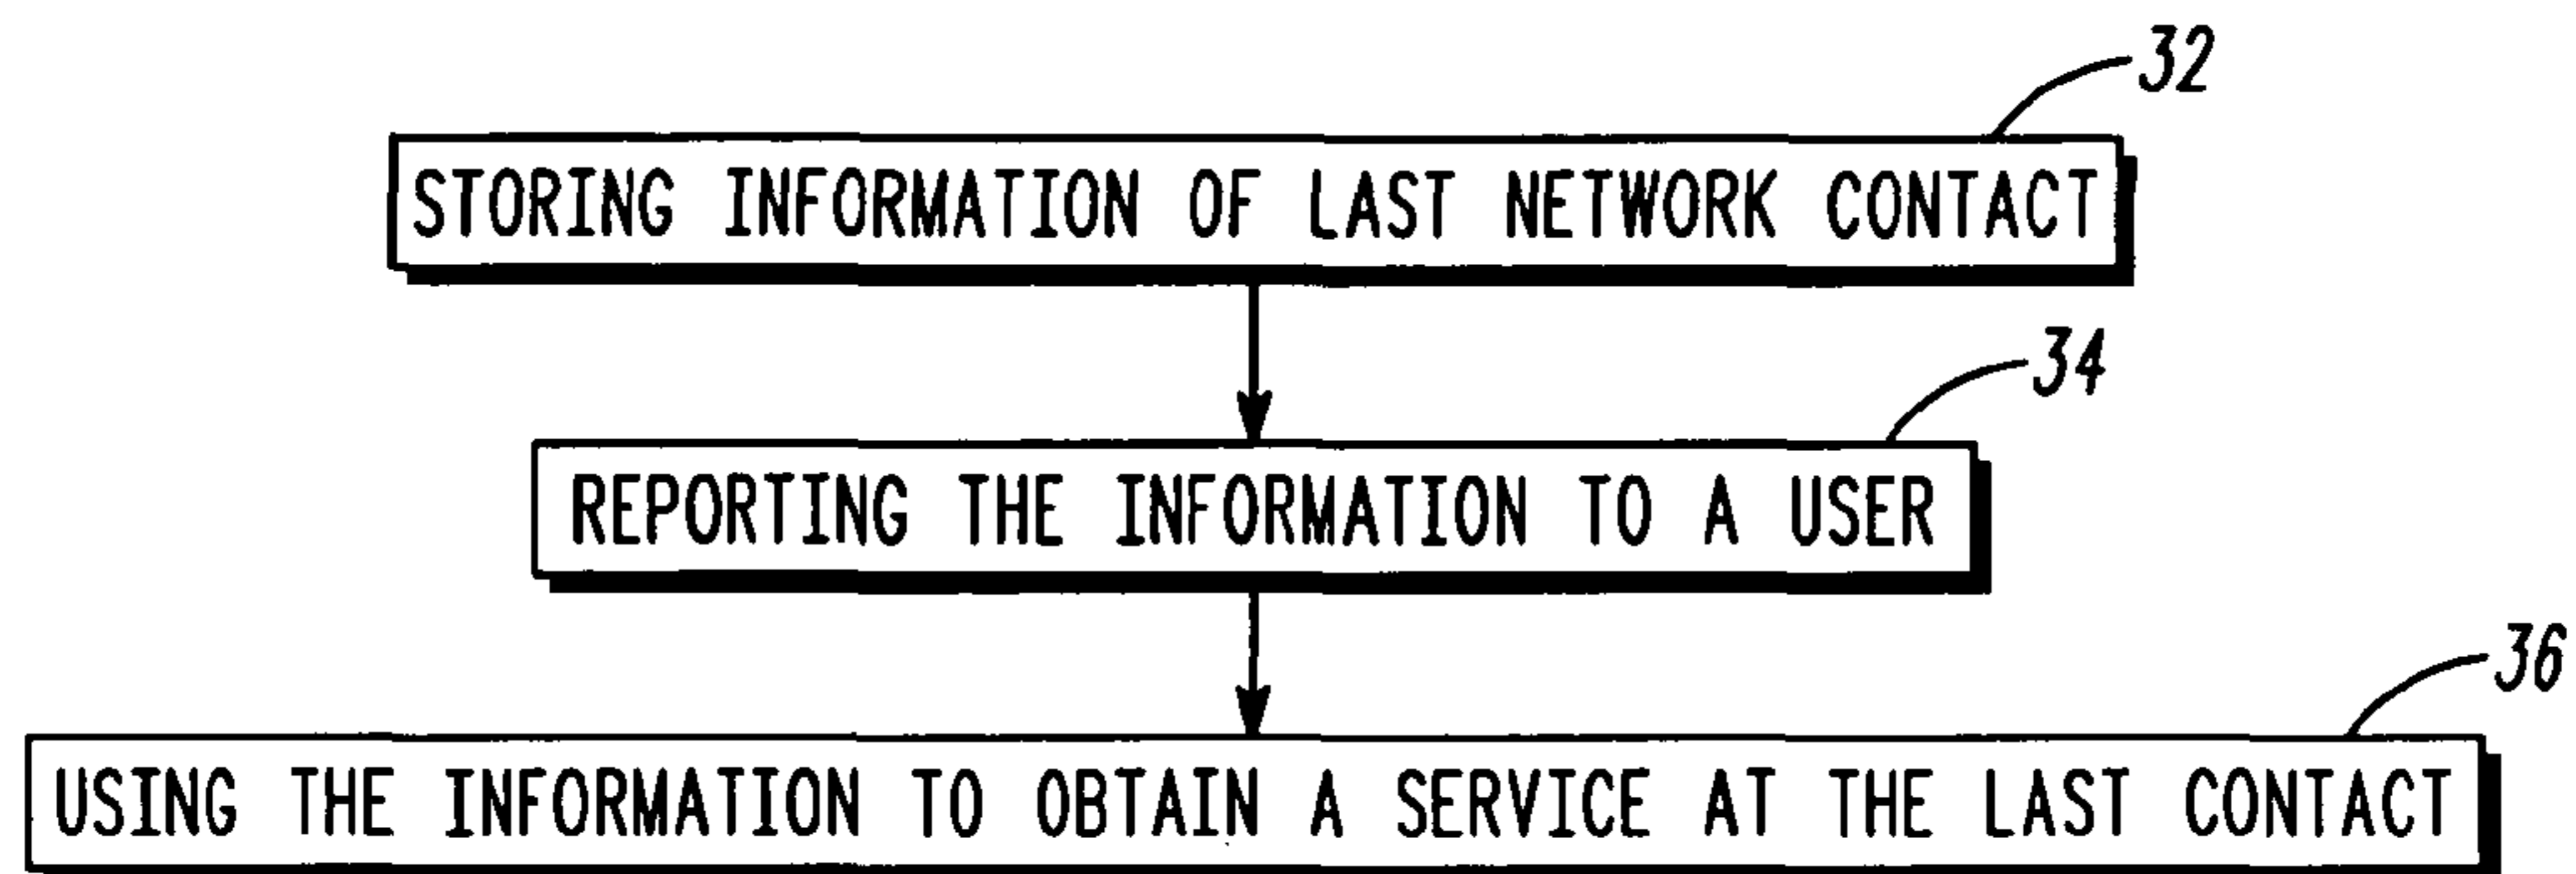 32
STORING INFORMATION OF LAST NETWORK CONTACT
34
REPORTING THE INFORMATION TO A USER
36
USING THE INFORMATION TO OBTAIN A SERVICE AT THE LAST CONTACT